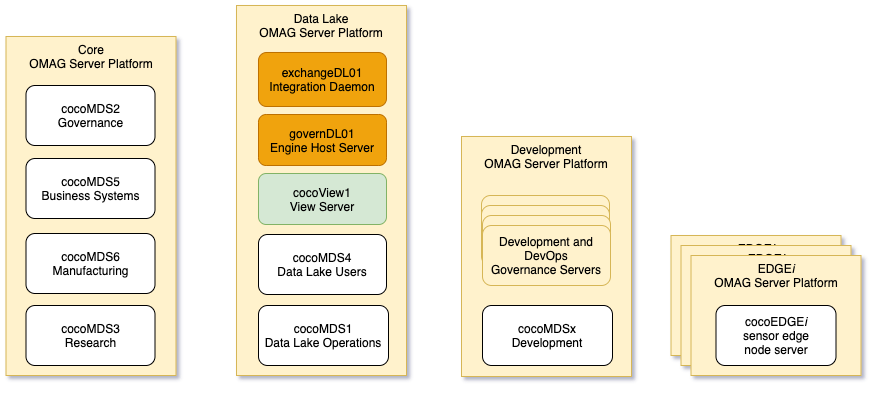 Core
OMAG Server Platform
cocoMDS2
Governance
cocoMDS5
Business Systems
cocoMDS6
Manufacturing
cocoMDS3
Research
Data Lake
OMAG Server Platform
exchangeDL01
Integration Daemon
governDL01
Engine Host Server
cocoView1
View Server
cocoMDS4
Data Lake Users
cocoMDS1
Data Lake Operations
Development
OMAG Server Platform
Development and
DevOps
Governance Servers
cocoMDSx
Development
EDGEi
OMAG Server Platform
cocoEDGEi
sensor edge
node server